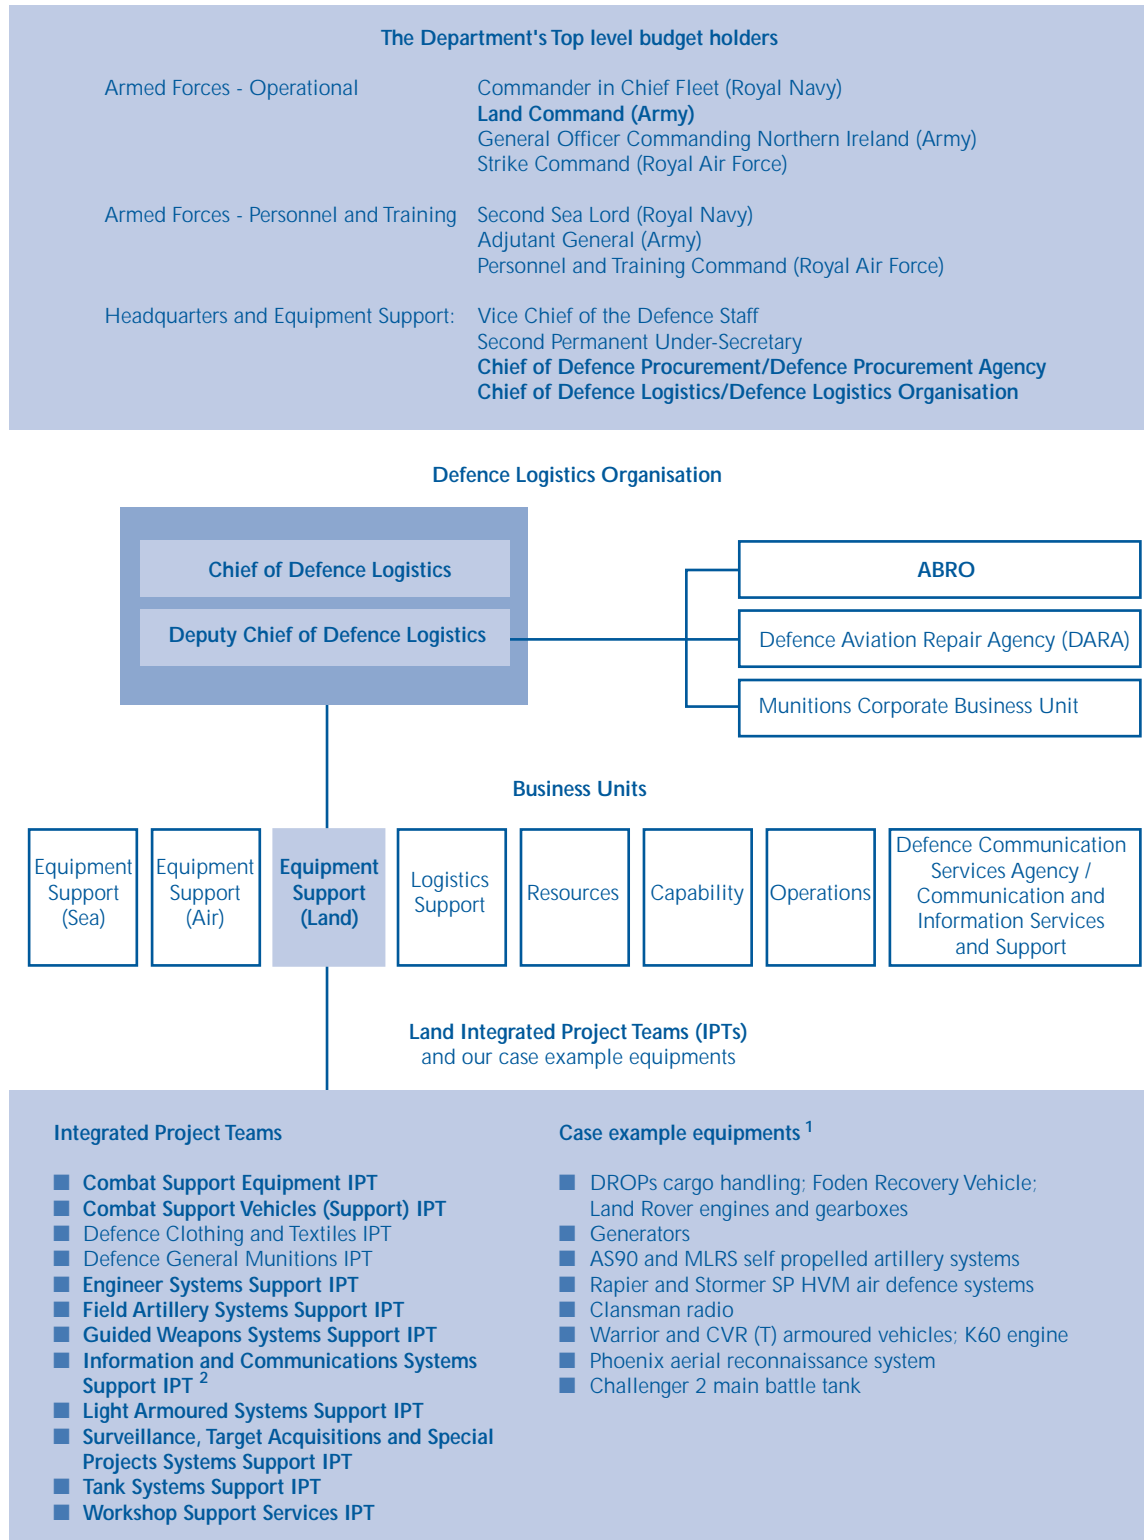 The Department's Top level budget holders
Armed Forces - Operational
Commander in Chief Fleet (Royal Navy)
Land Command (Army)
General Officer Commanding Northern Ireland (Army)
Strike Command (Royal Air Force)
Armed Forces - Personnel and Training
Second Sea Lord (Royal Navy)
Adjutant General (Army)
Personnel and Training Command (Royal Air Force)
Headquarters and Equipment Support:
Vice Chief of the Defence Staff
Second Permanent Under-Secretary
Chief of Defence Procurement/Defence Procurement Agency
Chief of Defence Logistics/Defence Logistics Organisation
Defence Logistics Organisation
Chief of Defence Logistics
Deputy Chief of Defence Logistics
ABRO
Defence Aviation Repair Agency (DARA)
Munitions Corporate Business Unit
Business Units
Equipment
Support
(Sea)
Equipment
Support
(Air)
Equipment
Support
(Land)
Logistics
Support
Resources
Capability
Operations
Defence Communication
Services Agency /
Communication and
Information Services
and Support
Land Integrated Project Teams (IPTs)
and our case example equipments
Integrated Project Teams
■ Combat Support Equipment IPT
■ Combat Support Vehicles (Support) IPT
■ Defence Clothing and Textiles IPT
■ Defence General Munitions IPT
■ Engineer Systems Support IPT
■ Field Artillery Systems Support IPT
■ Guided Weapons Systems Support IPT
■ Information and Communications Systems
Support IPT 2
■ Light Armoured Systems Support IPT
■ Surveillance, Target Acquisitions and Special
Projects Systems Support IPT
■ Tank Systems Support IPT
■ Workshop Support Services IPT
Case example equipments 1
■ DROPs cargo handling; Foden Recovery Vehicle;
Land Rover engines and gearboxes
■ Generators
■ AS90 and MLRS self propelled artillery systems
■ Rapier and Stormer SP HVM air defence systems
■ Clansman radio
■ Warrior and CVR (T) armoured vehicles; K60 engine
■ Phoenix aerial reconnaissance system
■ Challenger 2 main battle tank